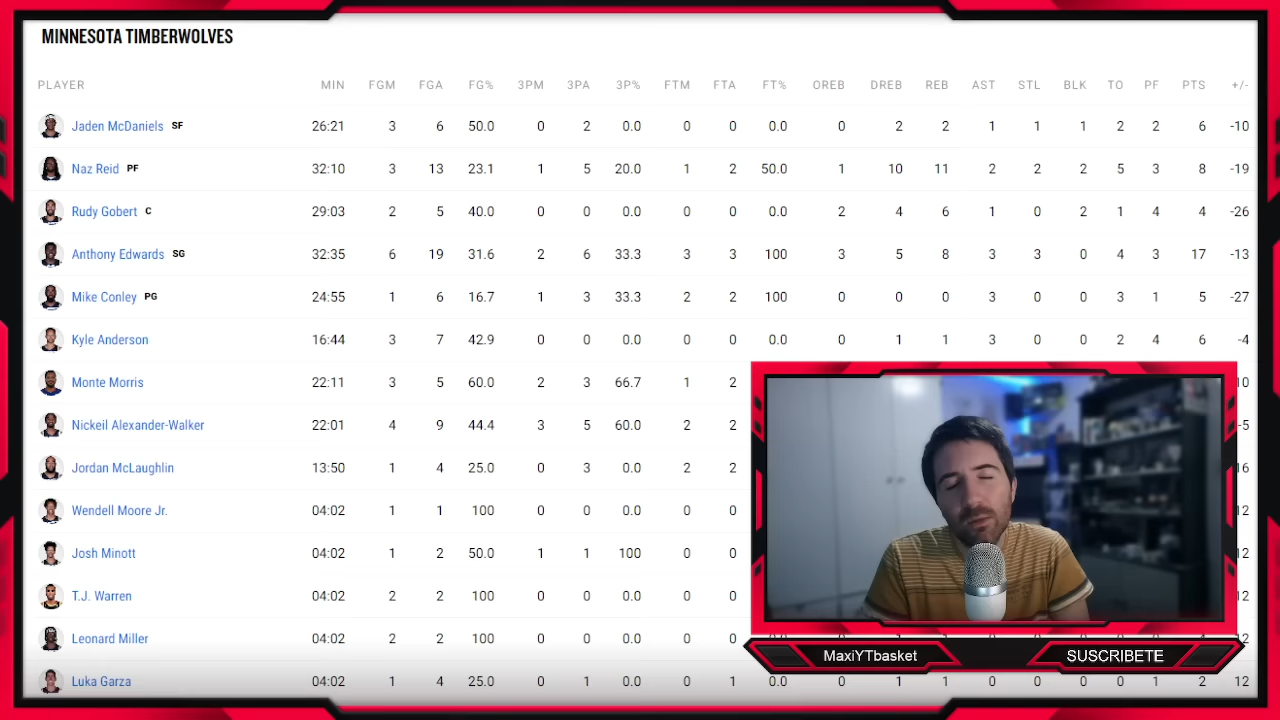 MINNESOTA TIMBERWOLVES
PLAYER MIN FGM FGA FG% 3PM 3PA 3P% FTM FTA FT% OREB DREB REB AST STL BLK TO PF PTS +/-
Jaden McDaniels SF 26:21 3 6 50.0 0 2 0.0 0 0 0.0 0 2 2 1 1 1 2 2 6 -10
Naz Reid PF 32:10 3 13 23.1 1 5 20.0 1 2 50.0 1 10 11 2 2 2 5 3 8 -19
Rudy Gobert C 29:03 2 5 40.0 0 0 0.0 0 0 0.0 2 4 6 1 0 2 1 4 4 -26
Anthony Edwards SG 32:35 6 19 31.6 2 6 33.3 3 3 100 3 5 8 3 3 0 4 3 17 -13
Mike Conley PG 24:55 1 6 16.7 1 3 33.3 2 2 100 0 0 0 3 0 0 3 1 5 -27
Kyle Anderson 16:44 3 7 42.9 0 0 0.0 0 0 0.0 0 1 1 3 0 0 2 4 6 -4
Monte Morris 22:11 3 5 60.0 2 3 66.7 1 2 10
Nickeil Alexander-Walker 22:01 4 9 44.4 3 5 60.0 2 2 -5
Jordan McLaughlin 13:50 1 4 25.0 0 3 0.0 2 2 16
Wendell Moore Jr. 04:02 1 1 100 0 0 0.0 0 0 12
Josh Minott 04:02 1 2 50.0 1 1 100 0 0 12
T.J. Warren 04:02 2 2 100 0 0 0.0 0 0 12
Leonard Miller 04:02 2 2 100 0 0 0.0 0 0 12
Luka Garza 04:02 1 4 25.0 0 1 0.0 0 1 0.0 0 1 1 0 0 0 0 1 2 12
MaxiYTbasket
SUSCRIBETE